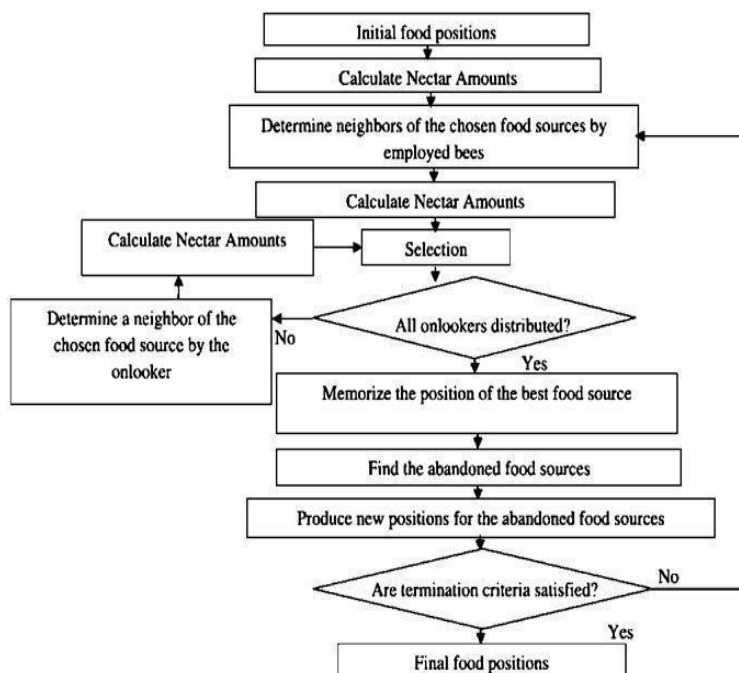 Initial food positions
Calculate Nectar Amounts
Determine neighbors of the chosen food sources by
employed bees
Calculate Nectar Amounts
Calculate Nectar Amounts
Selection
Determine a neighbor of the
chosen food source by the
onlooker
No
All onlookers distributed?
Yes
Memorize the position of the best food source
Find the abandoned food sources
Produce new positions for the abandoned food sources
Are termination criteria satisfied?
No
Yes
Final food positions